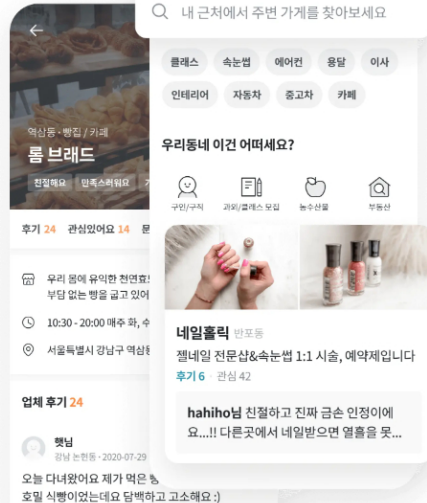 내 근처에서 주변 가게를 찾아보세요
클래스 속눈썹 에어컨 용달 이사
인테리어 자동차 중고차 카페
우리동네 이건 어떠세요?
구인/구직 과외/클래스 모집 농수산물 부동산
네일홀릭 반포동
젤네일 전문샵&속눈썹 1:1 시술, 예약제입니다
후기 6 · 관심 42
hahiho님 친절하고 진짜 금손 인정이에
요...!! 다른곳에서 네일받으면 열흘을 못...
역삼동 · 빵집 / 카페
롬 브래드
친절해요 만족스러워요
후기 24 관심있어요 14
우리 몸에 유익한 천연효
부담 없는 빵을 굽고 있어
10:30 - 20:00 매주 화, 수
서울특별시 강남구 역삼동
업체 후기 24
햇님
강남 논현동 · 2020-07-29
오늘 다녀왔어요 제가 먹은 빵
호밀 식빵이었는데요 담백하고 고소해요 :)